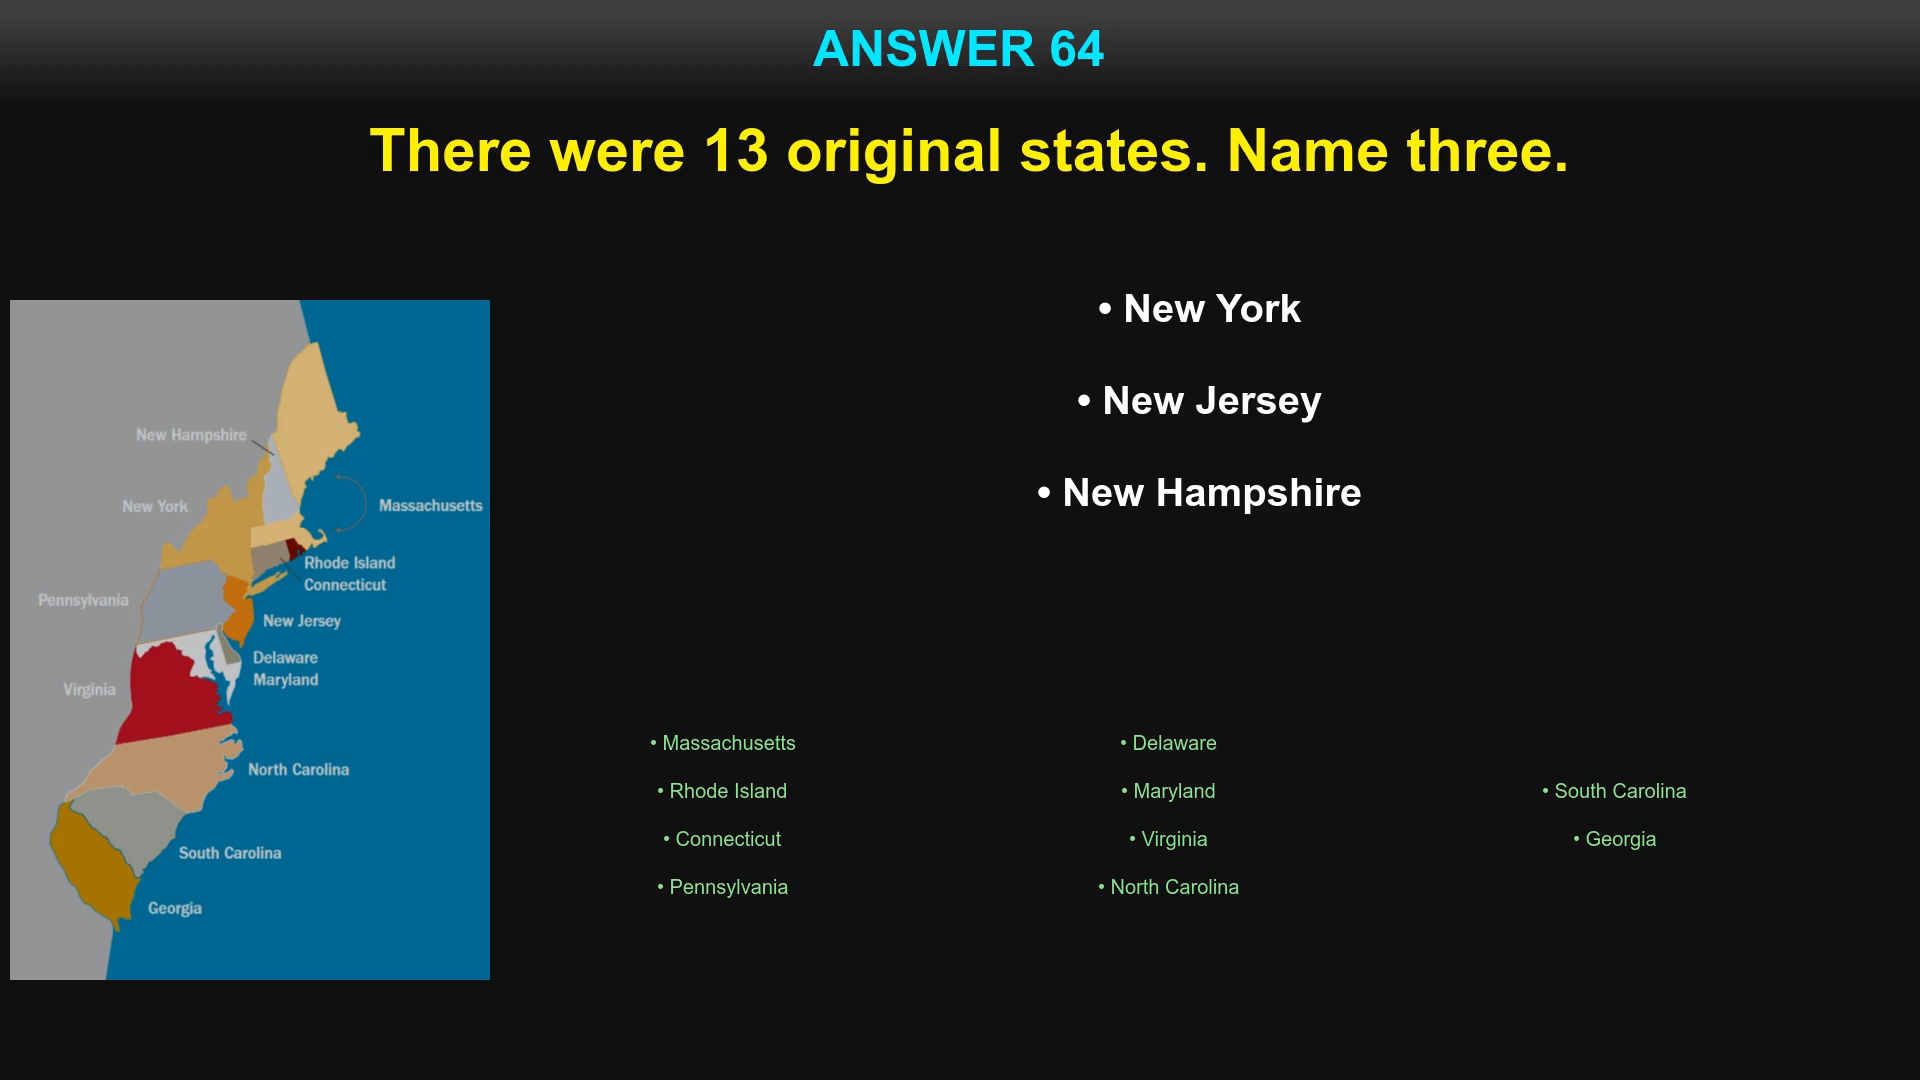 ANSWER 64
There were 13 original states. Name three.
• New York
• New Jersey
• New Hampshire
New Hampshire
New York
Massachusetts
Rhode Island
Connecticut
Pennsylvania
New Jersey
Delaware
Maryland
Virginia
North Carolina
South Carolina
Georgia
• Massachusetts
• Rhode Island
• Connecticut
• Pennsylvania
• Delaware
• Maryland
• Virginia
• North Carolina
• South Carolina
• Georgia